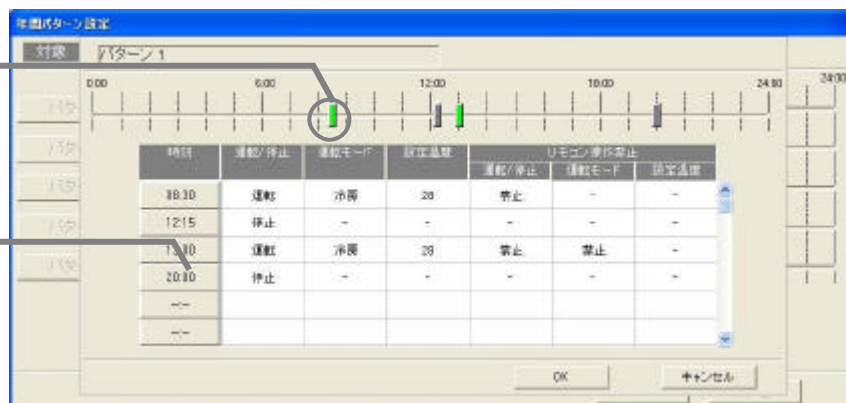 年間パターン設定
対象 パターン 1
0:00 6:00 12:00 18:00 24:00 24:00
時刻 運転/停止 運転モード 設定温度 リモコン操作禁止
運転/停止 運転モード 設定温度
08:30 運転 冷房 28 禁止 - -
12:15 停止 - - - - -
13:00 運転 冷房 28 禁止 禁止 -
20:00 停止 - - - - -
--:--
--:--
OK キャンセル